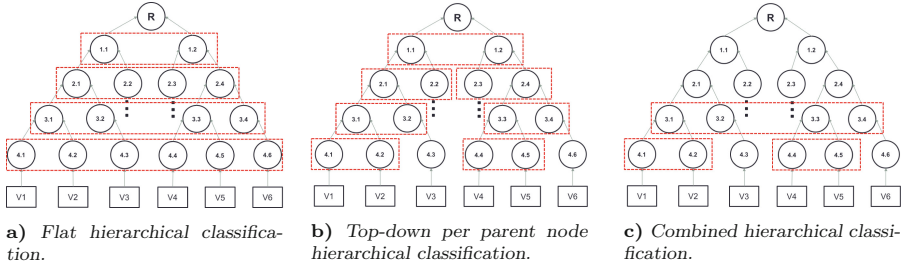 R
1.1 1.2
2.1 2.2 2.3 2.4
3.1 3.2 3.3 3.4
4.1 4.2 4.3 4.4 4.5 4.6
V1 V2 V3 V4 V5 V6
a) Flat hierarchical classifica-
tion.
R
1.1 1.2
2.1 2.2 2.3 2.4
3.1 3.2 3.3 3.4
4.1 4.2 4.3 4.4 4.5 4.6
V1 V2 V3 V4 V5 V6
b) Top-down per parent node
hierarchical classification.
R
1.1 1.2
2.1 2.2 2.3 2.4
3.1 3.2 3.3 3.4
4.1 4.2 4.3 4.4 4.5 4.6
V1 V2 V3 V4 V5 V6
c) Combined hierarchical classi-
fication.